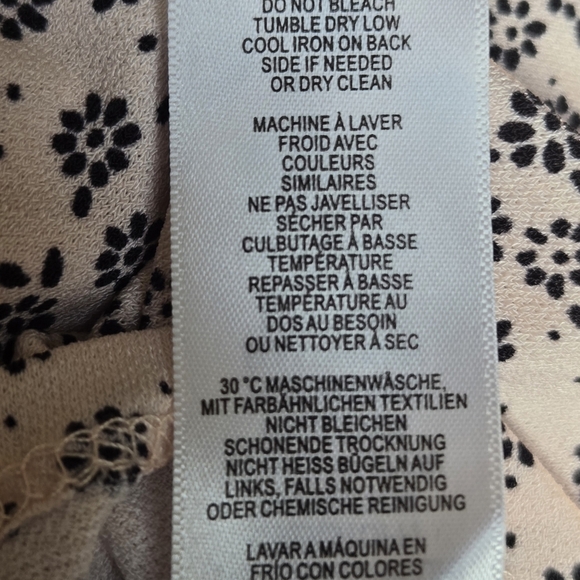 DO NOT BLEACH
TUMBLE DRY LOW
COOL IRON ON BACK
SIDE IF NEEDED
OR DRY CLEAN
MACHINE À LAVER
FROID AVEC
COULEURS
SIMILAIRES
NE PAS JAVELLISER
SÉCHER PAR
CULBUTAGE À BASSE
TEMPÉRATURE
REPASSER À BASSE
TEMPÉRATURE AU
DOS AU BESOIN
OU NETTOYER À SEC
30 °C MASCHINENWÄSCHE,
MIT FARBÄHNLICHEN TEXTILIEN
NICHT BLEICHEN
SCHONENDE TROCKNUNG
NICHT HEISS BÜGELN AUF
LINKS, FALLS NOTWENDIG
ODER CHEMISCHE REINIGUNG
LAVAR A MÁQUINA EN
FRÍO CON COLORES